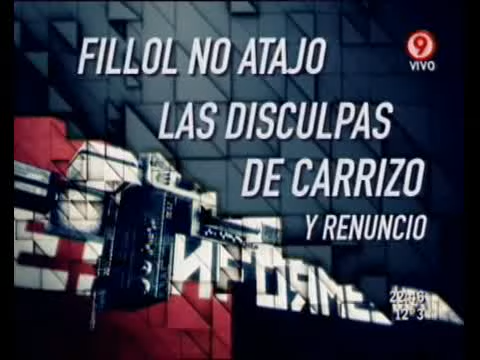 FILLOL NO ATAJO
9
VIVO
LAS DISCULPAS
DE CARRIZO
Y RENUNCIO
NFORME